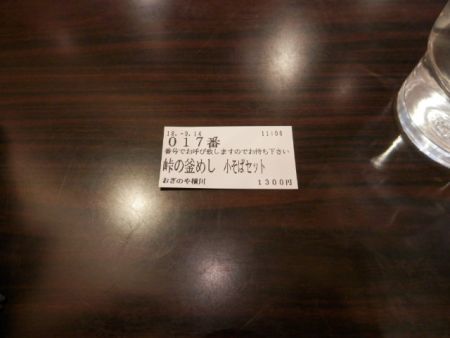 18.-9.14 11:04
017番
番号でお呼び致しますのでお待ち下さい
峠の釜めし 小そばセット
おぎのや横川 1300円